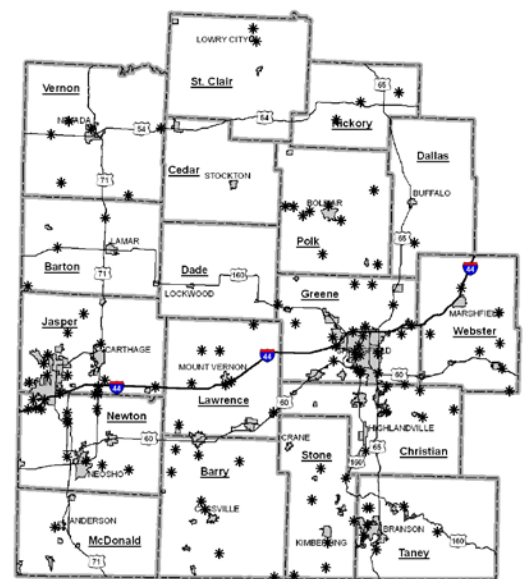 LOWRY CITY
St. Clair
Vernon
65
NEVADA
54
54
Hickory
Dallas
Cedar
STOCKTON
71
BUFFALO
BOLIVAR
Polk
LAMAR
65
Barton
71
Dade
160
44
LOCKWOOD
Greene
Jasper
MARSHFIEL
Webster
CARTHAGE
MOUNT VERNON
44
D
44
60
Lawrence
60
Newton
60
CRANE
Stone
HIGHLANDVILLE
160
65
Christian
NEOSHO
Barry
CASSVILLE
ANDERSON
McDonald
71
KIMBERLING
BRANSON
160
Taney